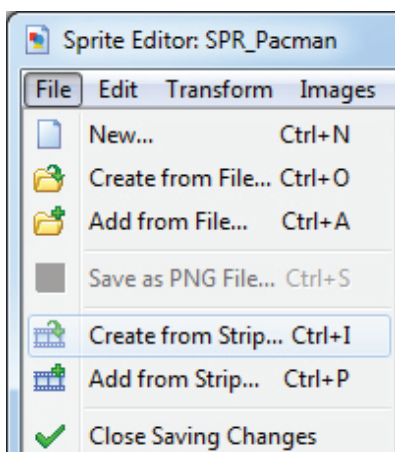 Sprite Editor: SPR_Pacman
File Edit Transform Images
New... Ctrl+N
Create from File... Ctrl+O
Add from File... Ctrl+A
Save as PNG File... Ctrl+S
Create from Strip... Ctrl+I
Add from Strip... Ctrl+P
Close Saving Changes